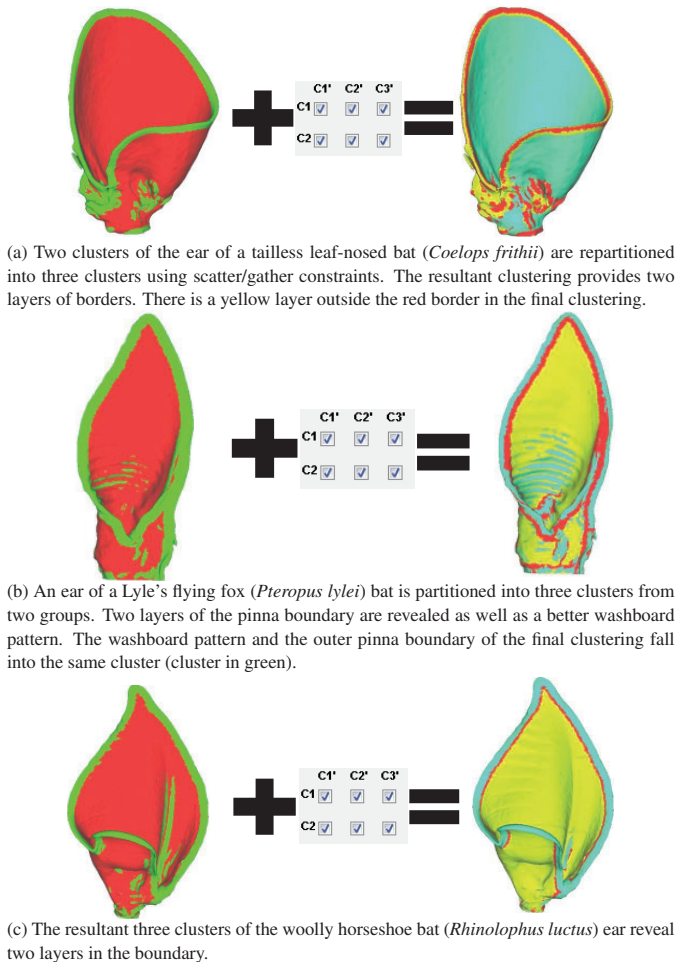 C1' C2' C3'
C1
C2
(a) Two clusters of the ear of a tailless leaf-nosed bat (Coelops frithii) are repartitioned
into three clusters using scatter/gather constraints. The resultant clustering provides two
layers of borders. There is a yellow layer outside the red border in the final clustering.
C1' C2' C3'
C1
C2
(b) An ear of a Lyle's flying fox (Pteropus lylei) bat is partitioned into three clusters from
two groups. Two layers of the pinna boundary are revealed as well as a better washboard
pattern. The washboard pattern and the outer pinna boundary of the final clustering fall
into the same cluster (cluster in green).
C1' C2' C3'
C1
C2
(c) The resultant three clusters of the woolly horseshoe bat (Rhinolophus luctus) ear reveal
two layers in the boundary.